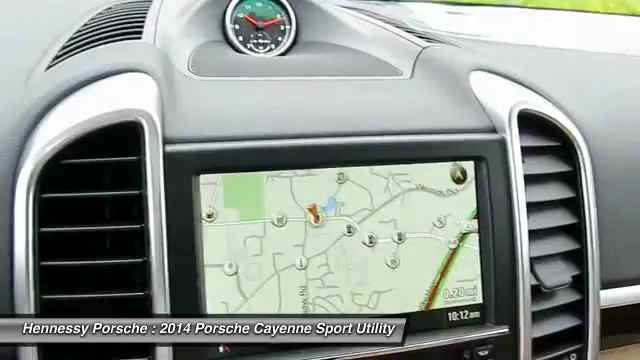 0.20 mi
10:12 AM
Hennessy Porsche : 2014 Porsche Cayenne Sport Utility